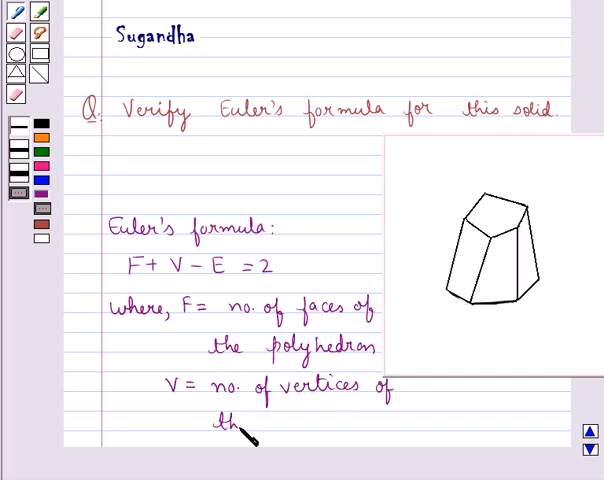 Sugandha
Q. Verify Euler's formula for this solid.
Euler's formula:
F + V - E = 2
where, F = no. of faces of
the polyhedron
V = no. of vertices of
th